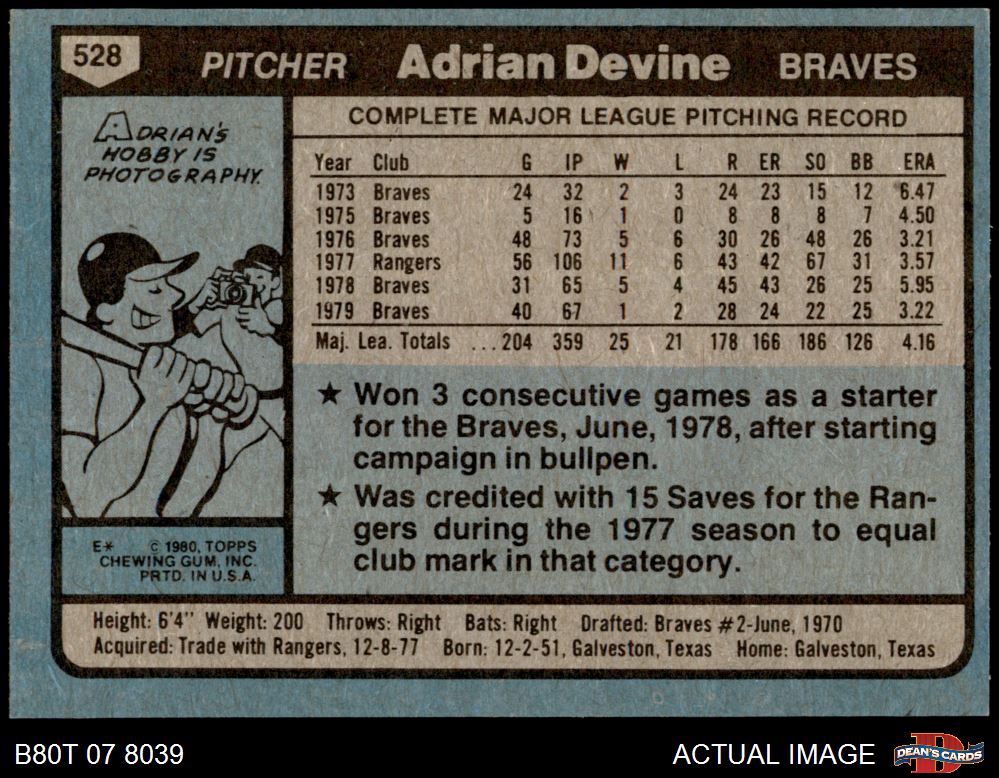 528 PITCHER Adrian Devine BRAVES
ADRIAN'S
HOBBY IS
PHOTOGRAPHY.
COMPLETE MAJOR LEAGUE PITCHING RECORD
Year Club G IP W L R ER SO BB ERA
1973 Braves 24 32 2 3 24 23 15 12 6.47
1975 Braves 5 16 1 0 8 8 8 7 4.50
1976 Braves 48 73 5 6 30 26 48 26 3.21
1977 Rangers 56 106 11 6 43 42 67 31 3.57
1978 Braves 31 65 5 4 45 43 26 25 5.95
1979 Braves 40 67 1 2 28 24 22 25 3.22
Maj. Lea. Totals ...204 359 25 21 178 166 186 126 4.16
★ Won 3 consecutive games as a starter
for the Braves, June, 1978, after starting
campaign in bullpen.
★ Was credited with 15 Saves for the Ran-
gers during the 1977 season to equal
club mark in that category.
E* © 1980, TOPPS
CHEWING GUM, INC.
PRTD. IN U.S.A.
Height: 6'4" Weight: 200 Throws: Right Bats: Right Drafted: Braves #2-June, 1970
Acquired: Trade with Rangers, 12-8-77 Born: 12-2-51, Galveston, Texas Home: Galveston, Texas
B80T 07 8039 ACTUAL IMAGE DEAN'S CARDS